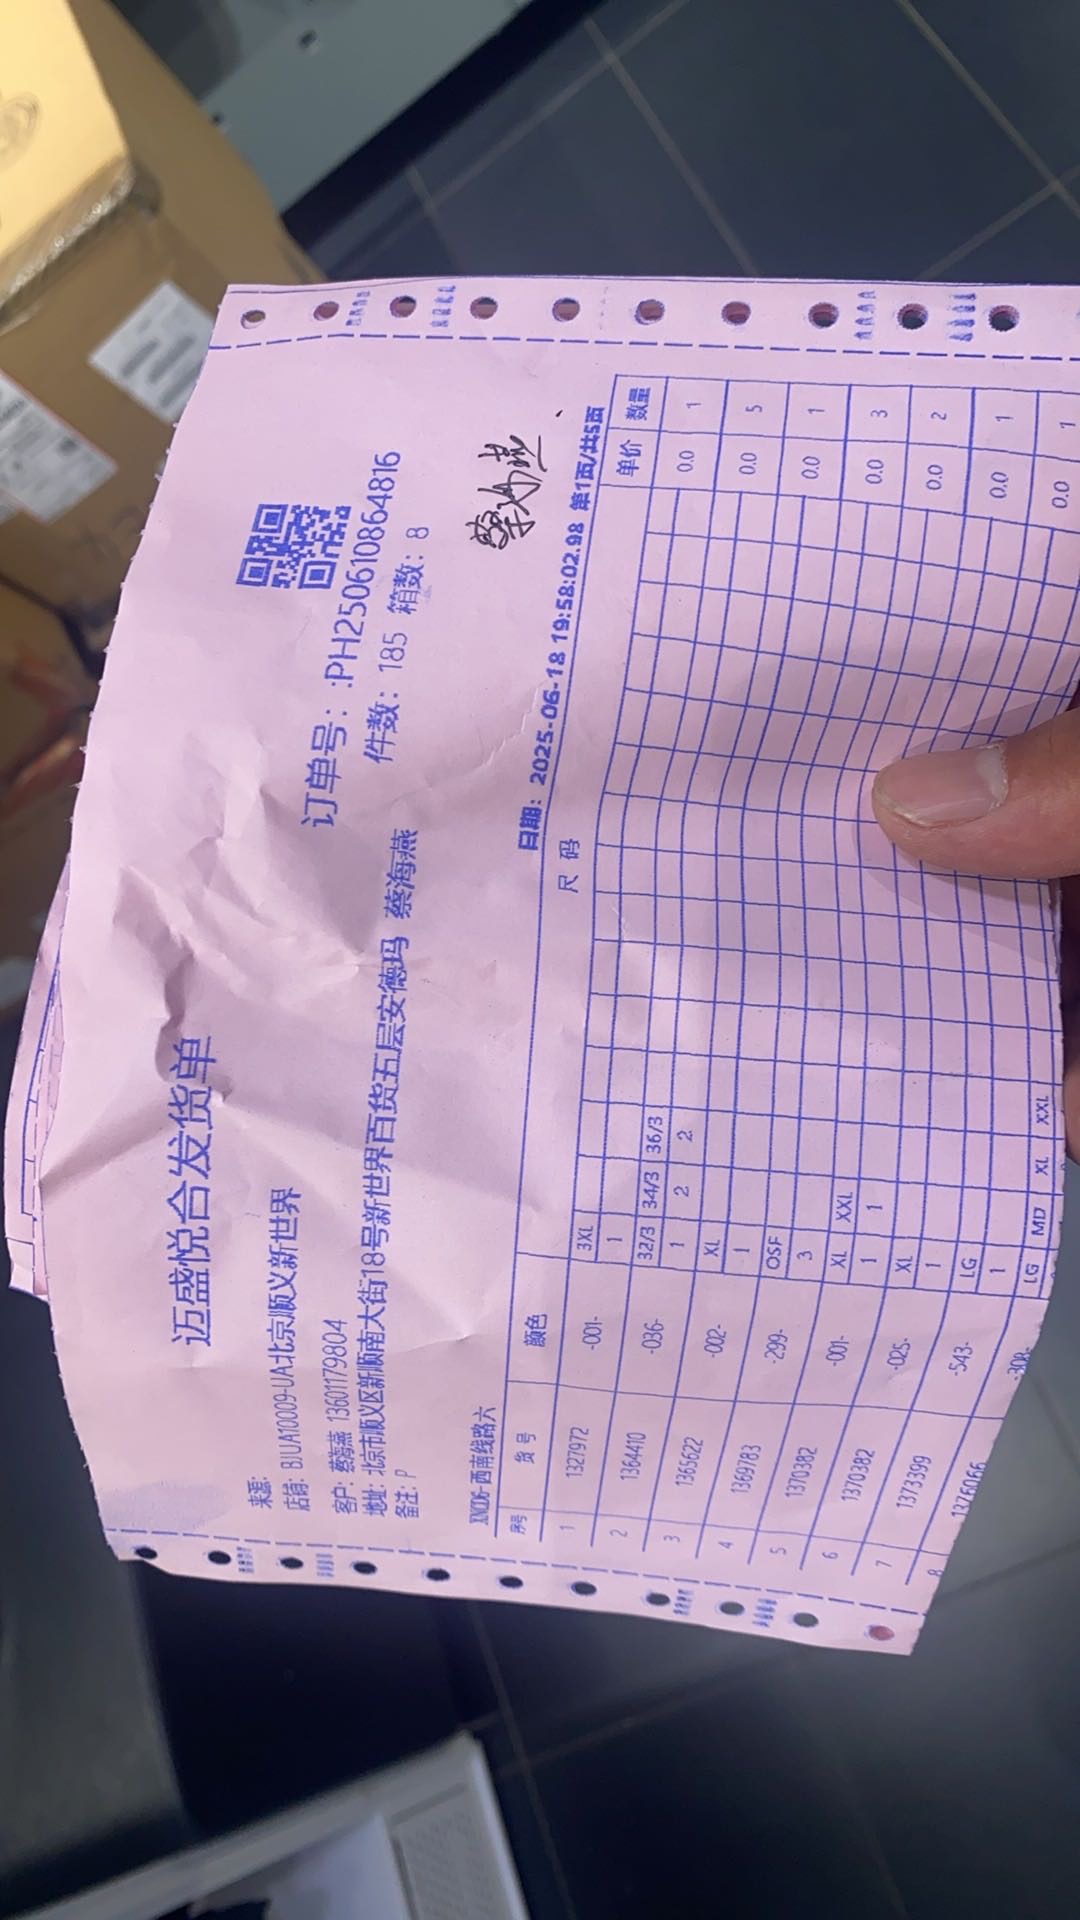 迈盛悦合发货单
来源:
店铺: BJUA10009-UA北京顺义新世界
订单号: :PH250610864816
客户: 蔡海燕 13601179804
件数: 185 箱数: 8
地址: 北京市顺义区新顺南大街18号新世界百货五层安德玛 蔡海燕
备注: P
蔡海燕
西南线路六
日期: 2025-06-18 19:58:02.98 第1页/共5页
序号 货号 颜色 尺码 单价 数量
3XL
1 1327972 -001- 1 0.0 1
32/3 34/3 36/3
2 1364410 -036- 1 2 2 0.0 5
XL
3 1365622 -002- 1 0.0 1
OSF
4 1369783 -299- 3 0.0 3
XL XXL
5 1370382 -001- 1 1 0.0 2
XL
6 1370382 -025- 1 0.0 1
LG
7 1373399 -543- 1 0.0 1
LG MD XL XXL
8 1376066 -308-